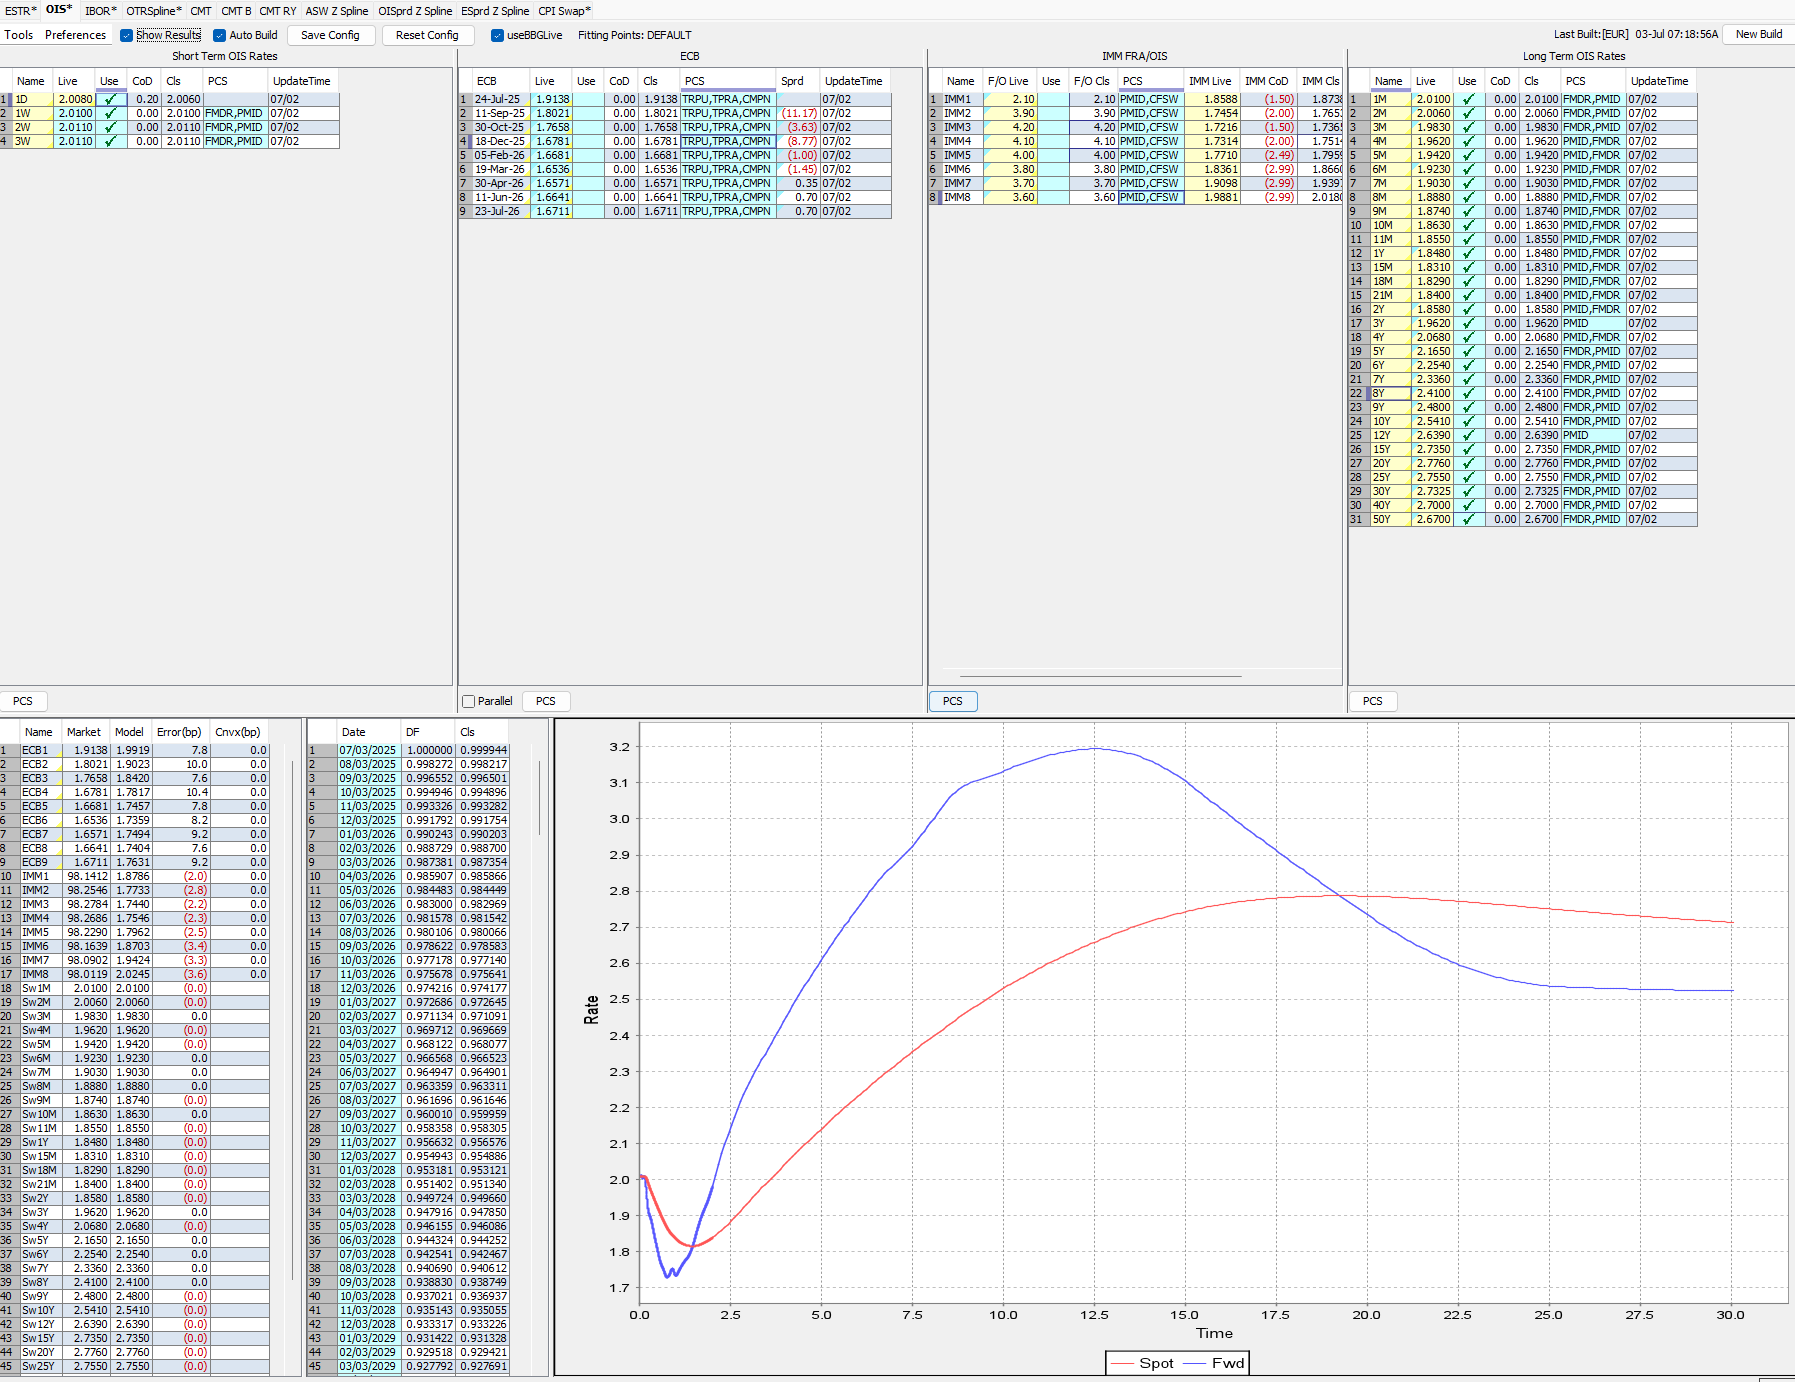 ESTR* OIS* IBOR* OTRSpline* CMT CMT B CMT RY ASW Z Spline OISprd Z Spline ESprd Z Spline CPI Swap*
Tools Preferences Show Results Auto Build Save Config Reset Config useBBGLive Fitting Points: DEFAULT Last Built:[EUR] 03-Jul 07:18:56A New Build
Short Term OIS Rates
Name Live Use CoD Cls PCS UpdateTime
1 1D 2.0080 ✓ 0.20 2.0060 07/02
2 1W 2.0100 ✓ 0.00 2.0100 FMDR,PMID 07/02
3 2W 2.0110 ✓ 0.00 2.0110 FMDR,PMID 07/02
4 3W 2.0110 ✓ 0.00 2.0110 FMDR,PMID 07/02
PCS
ECB
ECB Live Use CoD Cls PCS Sprd UpdateTime
1 24-Jul-25 1.9138 0.00 1.9138 TRPU,TPRA,CMPN 07/02
2 11-Sep-25 1.8021 0.00 1.8021 TRPU,TPRA,CMPN (11.17) 07/02
3 30-Oct-25 1.7658 0.00 1.7658 TRPU,TPRA,CMPN (3.63) 07/02
4 18-Dec-25 1.6781 0.00 1.6781 TRPU,TPRA,CMPN (8.77) 07/02
5 05-Feb-26 1.6681 0.00 1.6681 TRPU,TPRA,CMPN (1.00) 07/02
6 19-Mar-26 1.6536 0.00 1.6536 TRPU,TPRA,CMPN (1.45) 07/02
7 30-Apr-26 1.6571 0.00 1.6571 TRPU,TPRA,CMPN 0.35 07/02
8 11-Jun-26 1.6641 0.00 1.6641 TRPU,TPRA,CMPN 0.70 07/02
9 23-Jul-26 1.6711 0.00 1.6711 TRPU,TPRA,CMPN 0.70 07/02
Parallel PCS
IMM FRA/OIS
Name F/O Live Use F/O Cls PCS IMM Live IMM CoD IMM Cls
1 IMM1 2.10 2.10 PMID,CFSW 1.8588 (1.50) 1.8738
2 IMM2 3.90 3.90 PMID,CFSW 1.7454 (2.00) 1.765
3 IMM3 4.20 4.20 PMID,CFSW 1.7216 (1.50) 1.736
4 IMM4 4.10 4.10 PMID,CFSW 1.7314 (2.00) 1.751
5 IMM5 4.00 4.00 PMID,CFSW 1.7710 (2.49) 1.795
6 IMM6 3.80 3.80 PMID,CFSW 1.8361 (2.99) 1.8660
7 IMM7 3.70 3.70 PMID,CFSW 1.9098 (2.99) 1.939
8 IMM8 3.60 3.60 PMID,CFSW 1.9881 (2.99) 2.0180
PCS
Long Term OIS Rates
Name Live Use CoD Cls PCS UpdateTime
1 1M 2.0100 ✓ 0.00 2.0100 FMDR,PMID 07/02
2 2M 2.0060 ✓ 0.00 2.0060 FMDR,PMID 07/02
3 3M 1.9830 ✓ 0.00 1.9830 FMDR,PMID 07/02
4 4M 1.9620 ✓ 0.00 1.9620 FMDR,PMID 07/02
5 5M 1.9420 ✓ 0.00 1.9420 FMDR,PMID 07/02
6 6M 1.9230 ✓ 0.00 1.9230 FMDR,PMID 07/02
7 7M 1.9030 ✓ 0.00 1.9030 FMDR,PMID 07/02
8 8M 1.8880 ✓ 0.00 1.8880 PMID,FMDR 07/02
9 9M 1.8740 ✓ 0.00 1.8740 PMID,FMDR 07/02
10 10M 1.8630 ✓ 0.00 1.8630 PMID,FMDR 07/02
11 11M 1.8550 ✓ 0.00 1.8550 PMID,FMDR 07/02
12 1Y 1.8480 ✓ 0.00 1.8480 PMID,FMDR 07/02
13 15M 1.8310 ✓ 0.00 1.8310 PMID,FMDR 07/02
14 18M 1.8290 ✓ 0.00 1.8290 PMID,FMDR 07/02
15 21M 1.8400 ✓ 0.00 1.8400 PMID,FMDR 07/02
16 2Y 1.8580 ✓ 0.00 1.8580 PMID,FMDR 07/02
17 3Y 1.9620 ✓ 0.00 1.9620 PMID 07/02
18 4Y 2.0680 ✓ 0.00 2.0680 PMID,FMDR 07/02
19 5Y 2.1650 ✓ 0.00 2.1650 FMDR,PMID 07/02
20 6Y 2.2540 ✓ 0.00 2.2540 FMDR,PMID 07/02
21 7Y 2.3360 ✓ 0.00 2.3360 FMDR,PMID 07/02
22 8Y 2.4100 ✓ 0.00 2.4100 FMDR,PMID 07/02
23 9Y 2.4800 ✓ 0.00 2.4800 FMDR,PMID 07/02
24 10Y 2.5410 ✓ 0.00 2.5410 FMDR,PMID 07/02
25 12Y 2.6390 ✓ 0.00 2.6390 PMID 07/02
26 15Y 2.7350 ✓ 0.00 2.7350 FMDR,PMID 07/02
27 20Y 2.7760 ✓ 0.00 2.7760 FMDR,PMID 07/02
28 25Y 2.7550 ✓ 0.00 2.7550 FMDR,PMID 07/02
29 30Y 2.7325 ✓ 0.00 2.7325 FMDR,PMID 07/02
30 40Y 2.7000 ✓ 0.00 2.7000 FMDR,PMID 07/02
31 50Y 2.6700 ✓ 0.00 2.6700 FMDR,PMID 07/02
PCS
Name Market Model Error(bp) Cnvx(bp)
1 ECB1 1.9138 1.9919 7.8 0.0
2 ECB2 1.8021 1.9023 10.0 0.0
3 ECB3 1.7658 1.8420 7.6 0.0
4 ECB4 1.6781 1.7817 10.4 0.0
5 ECB5 1.6681 1.7457 7.8 0.0
6 ECB6 1.6536 1.7359 8.2 0.0
7 ECB7 1.6571 1.7494 9.2 0.0
8 ECB8 1.6641 1.7404 7.6 0.0
9 ECB9 1.6711 1.7631 9.2 0.0
10 IMM1 98.1412 1.8786 (2.0) 0.0
11 IMM2 98.2546 1.7733 (2.8) 0.0
12 IMM3 98.2784 1.7440 (2.2) 0.0
13 IMM4 98.2686 1.7546 (2.3) 0.0
14 IMM5 98.2290 1.7962 (2.5) 0.0
15 IMM6 98.1639 1.8703 (3.4) 0.0
16 IMM7 98.0902 1.9424 (3.3) 0.0
17 IMM8 98.0119 2.0245 (3.6) 0.0
18 Sw1M 2.0100 2.0100 (0.0)
19 Sw2M 2.0060 2.0060 (0.0)
20 Sw3M 1.9830 1.9830 0.0
21 Sw4M 1.9620 1.9620 (0.0)
22 Sw5M 1.9420 1.9420 (0.0)
23 Sw6M 1.9230 1.9230 0.0
24 Sw7M 1.9030 1.9030 0.0
25 Sw8M 1.8880 1.8880 0.0
26 Sw9M 1.8740 1.8740 (0.0)
27 Sw10M 1.8630 1.8630 0.0
28 Sw11M 1.8550 1.8550 (0.0)
29 Sw1Y 1.8480 1.8480 (0.0)
30 Sw15M 1.8310 1.8310 (0.0)
31 Sw18M 1.8290 1.8290 (0.0)
32 Sw21M 1.8400 1.8400 (0.0)
33 Sw2Y 1.8580 1.8580 (0.0)
34 Sw3Y 1.9620 1.9620 0.0
35 Sw4Y 2.0680 2.0680 (0.0)
36 Sw5Y 2.1650 2.1650 0.0
37 Sw6Y 2.2540 2.2540 0.0
38 Sw7Y 2.3360 2.3360 0.0
39 Sw8Y 2.4100 2.4100 0.0
40 Sw9Y 2.4800 2.4800 (0.0)
41 Sw10Y 2.5410 2.5410 (0.0)
42 Sw12Y 2.6390 2.6390 (0.0)
43 Sw15Y 2.7350 2.7350 (0.0)
44 Sw20Y 2.7760 2.7760 (0.0)
45 Sw25Y 2.7550 2.7550 (0.0)
Date DF Cls
1 07/03/2025 1.000000 0.999944
2 08/03/2025 0.998272 0.998217
3 09/03/2025 0.996552 0.996501
4 10/03/2025 0.994946 0.994896
5 11/03/2025 0.993326 0.993282
6 12/03/2025 0.991792 0.991754
7 01/03/2026 0.990243 0.990203
8 02/03/2026 0.988729 0.988700
9 03/03/2026 0.987381 0.987354
10 04/03/2026 0.985907 0.985866
11 05/03/2026 0.984483 0.984449
12 06/03/2026 0.983000 0.982969
13 07/03/2026 0.981578 0.981542
14 08/03/2026 0.980106 0.980066
15 09/03/2026 0.978622 0.978583
16 10/03/2026 0.977178 0.977140
17 11/03/2026 0.975678 0.975641
18 12/03/2026 0.974216 0.974177
19 01/03/2027 0.972686 0.972645
20 02/03/2027 0.971134 0.971091
21 03/03/2027 0.969712 0.969669
22 04/03/2027 0.968122 0.968077
23 05/03/2027 0.966568 0.966523
24 06/03/2027 0.964947 0.964901
25 07/03/2027 0.963359 0.963311
26 08/03/2027 0.961696 0.961646
27 09/03/2027 0.960010 0.959959
28 10/03/2027 0.958358 0.958305
29 11/03/2027 0.956632 0.956576
30 12/03/2027 0.954943 0.954886
31 01/03/2028 0.953181 0.953121
32 02/03/2028 0.951402 0.951340
33 03/03/2028 0.949724 0.949660
34 04/03/2028 0.947916 0.947850
35 05/03/2028 0.946155 0.946086
36 06/03/2028 0.944324 0.944252
37 07/03/2028 0.942541 0.942467
38 08/03/2028 0.940690 0.940612
39 09/03/2028 0.938830 0.938749
40 10/03/2028 0.937021 0.936937
41 11/03/2028 0.935143 0.935055
42 12/03/2028 0.933317 0.933226
43 01/03/2029 0.931422 0.931328
44 02/03/2029 0.929518 0.929421
45 03/03/2029 0.927792 0.927691
3.2
3.1
3.0
2.9
2.8
2.7
2.6
2.5
2.4
2.3
2.2
2.1
2.0
1.9
1.8
1.7
Rate
0.0 2.5 5.0 7.5 10.0 12.5 15.0 17.5 20.0 22.5 25.0 27.5 30.0
Time
Spot Fwd